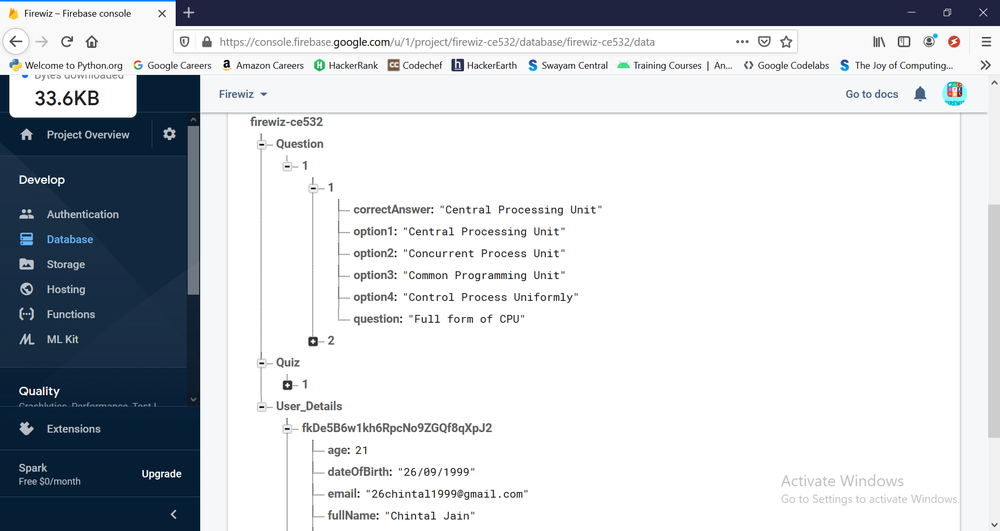 Firewiz – Firebase console
https://console.firebase.google.com/u/1/project/firewiz-ce532/database/firewiz-ce532/data
Welcome to Python.org Google Careers Amazon Careers HackerRank Codechef HackerEarth Swayam Central Training Courses | An... Google Codelabs The Joy of Computing...
Bytes downloaded
33.6KB
Firewiz
Go to docs
Project Overview
Develop
Authentication
Database
Storage
Hosting
Functions
ML Kit
Quality
Crashlytics, Performance, Test L
Extensions
Spark
Free $0/month
Upgrade
firewiz-ce532
Question
1
1
correctAnswer: "Central Processing Unit"
option1: "Central Processing Unit"
option2: "Concurrent Process Unit"
option3: "Common Programming Unit"
option4: "Control Process Uniformly"
question: "Full form of CPU"
2
Quiz
1
User_Details
fkDe5B6w1kh6RpcNo9ZGQf8qXpJ2
age: 21
dateOfBirth: "26/09/1999"
email: "26chintal1999@gmail.com"
fullName: "Chintal Jain"
Activate Windows
Go to Settings to activate Windows.